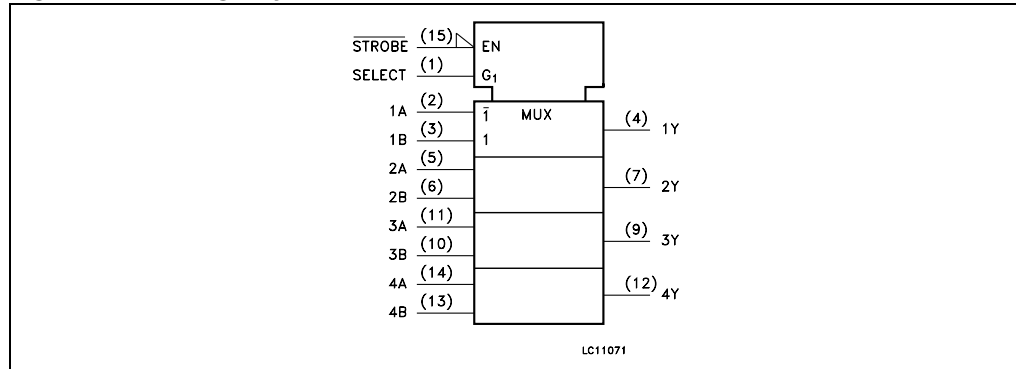 STROBE (15) EN
SELECT (1) G1
1A (2) 1 MUX
(4) 1Y
1B (3) 1
2A (5)
(7) 2Y
2B (6)
3A (11)
(9) 3Y
3B (10)
4A (14)
(12) 4Y
4B (13)
LC11071